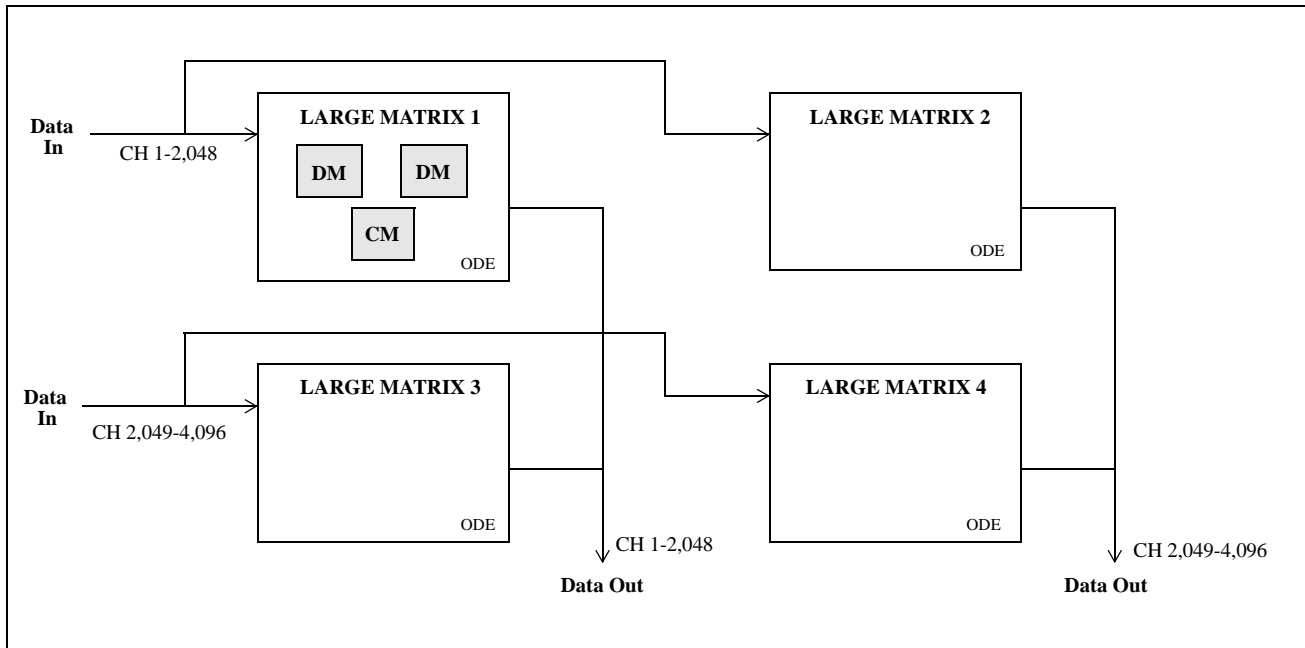 LARGE MATRIX 1
LARGE MATRIX 2
Data
In
CH 1-2,048
DM
DM
CM
ODE
ODE
LARGE MATRIX 3
LARGE MATRIX 4
Data
In
CH 2,049-4,096
ODE
ODE
CH 1-2,048
CH 2,049-4,096
Data Out
Data Out